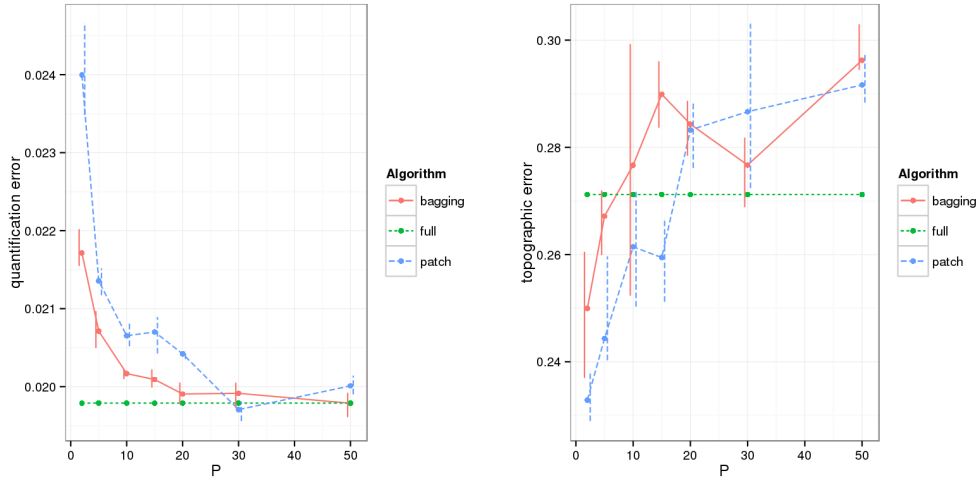 quantification error
0.024
0.023
0.022
0.021
0.020
0 10 20 30 40 50
P
Algorithm
bagging
full
patch
topographic error
0.30
0.28
0.26
0.24
0 10 20 30 40 50
P
Algorithm
bagging
full
patch